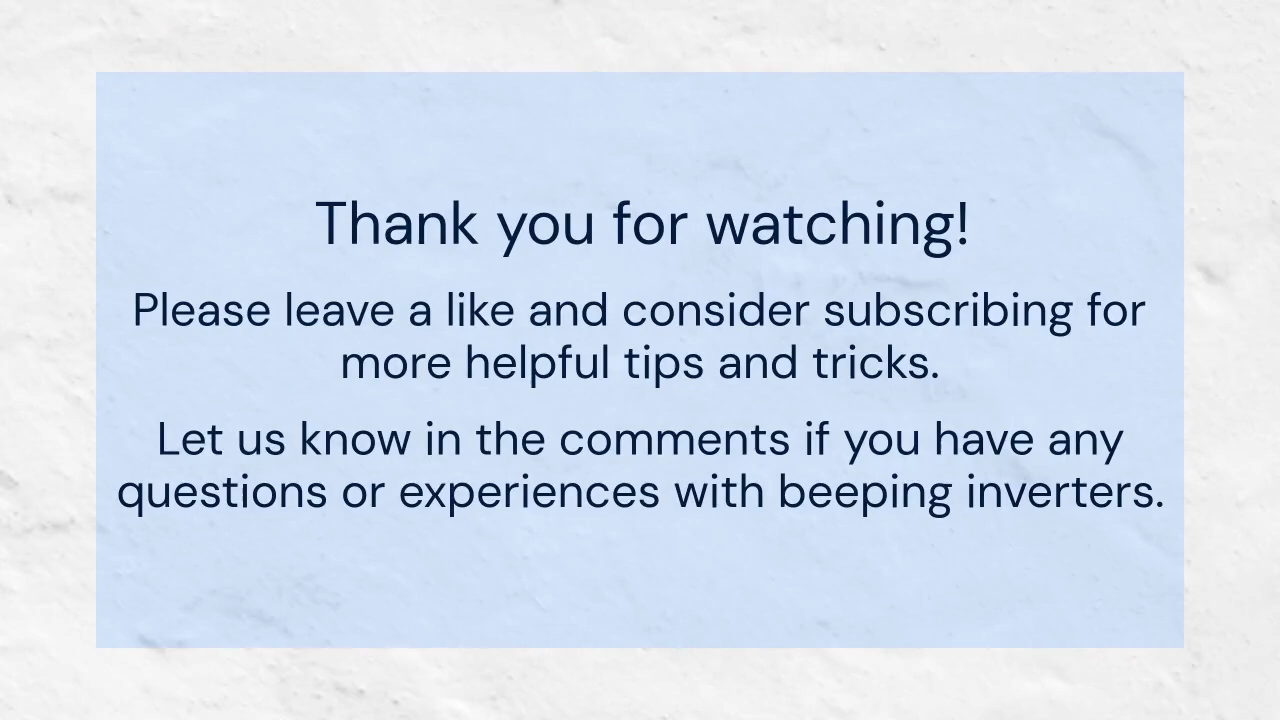 Thank you for watching!
Please leave a like and consider subscribing for
more helpful tips and tricks.
Let us know in the comments if you have any
questions or experiences with beeping inverters.